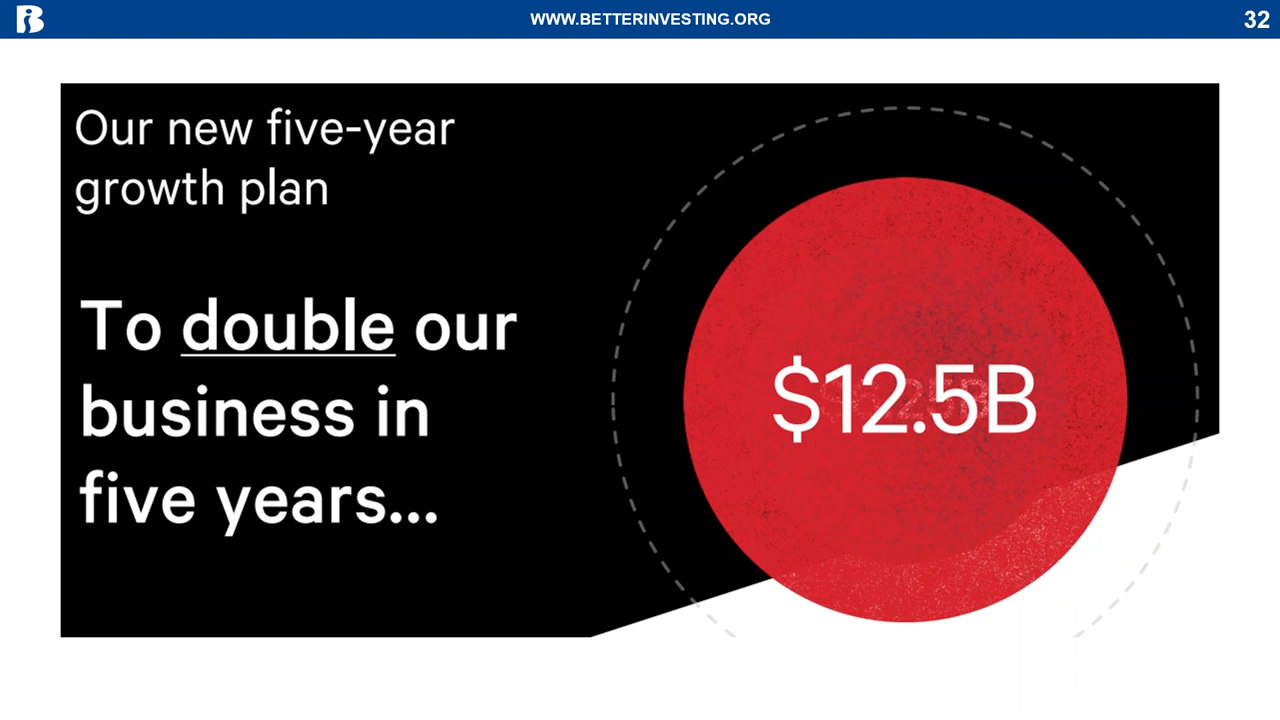 WWW.BETTERINVESTING.ORG
32
Our new five-year
growth plan
To double our
business in
five years...
$12.5B